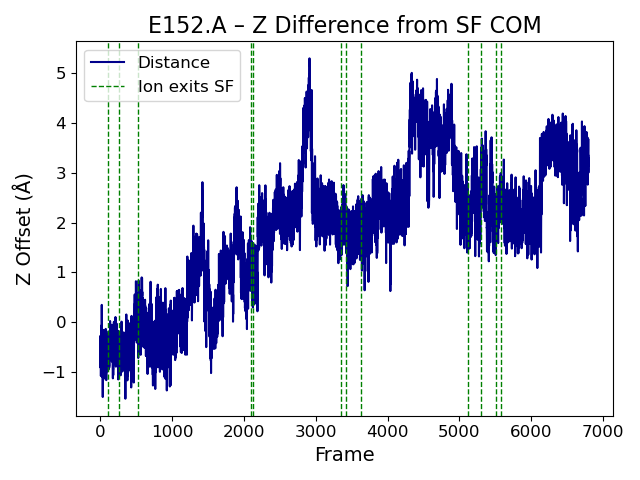 E152.A – Z Difference from SF COM
Distance
Ion exits SF
Z Offset (Å)
5
4
3
2
1
0
−1
0 1000 2000 3000 4000 5000 6000 7000
Frame